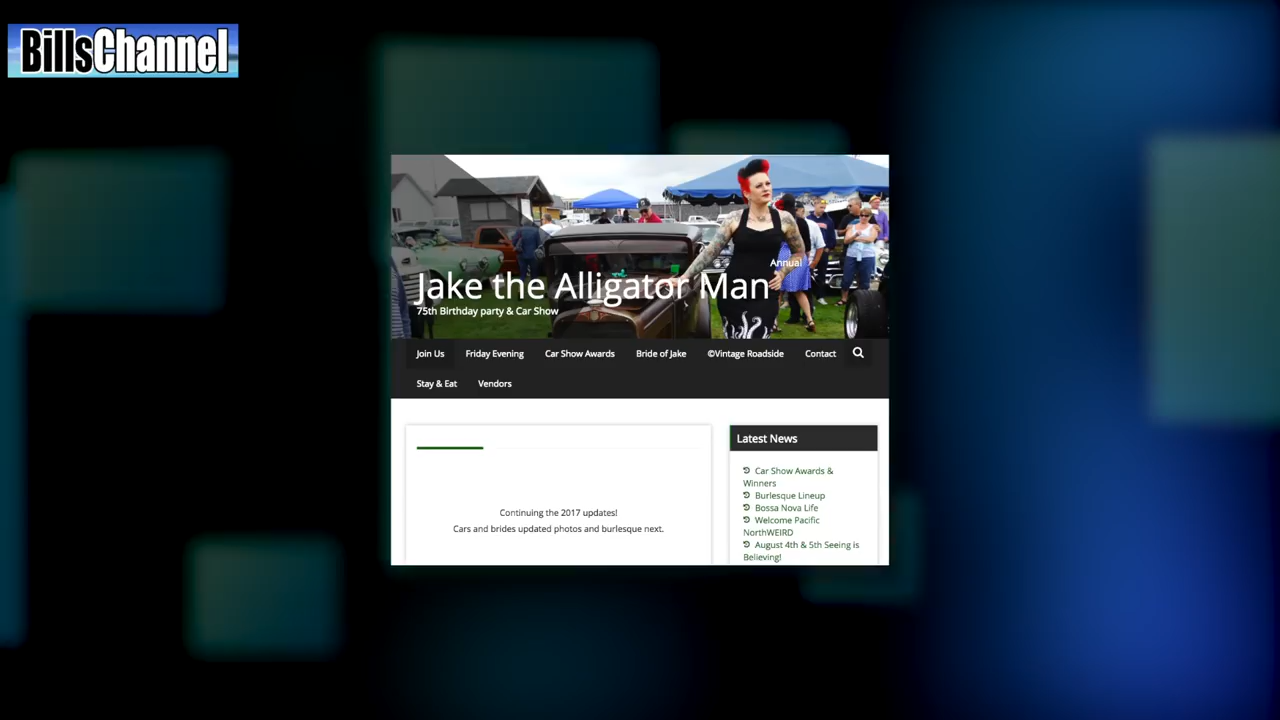 BillsChannel
Annual
Jake the Alligator Man
75th Birthday party & Car Show
Join Us Friday Evening Car Show Awards Bride of Jake ©Vintage Roadside Contact
Stay & Eat Vendors
Latest News
Car Show Awards &
Winners
Burlesque Lineup
Bossa Nova Life
Welcome Pacific
NorthWEIRD
August 4th & 5th Seeing is
Believing!
Continuing the 2017 updates!
Cars and brides updated photos and burlesque next.